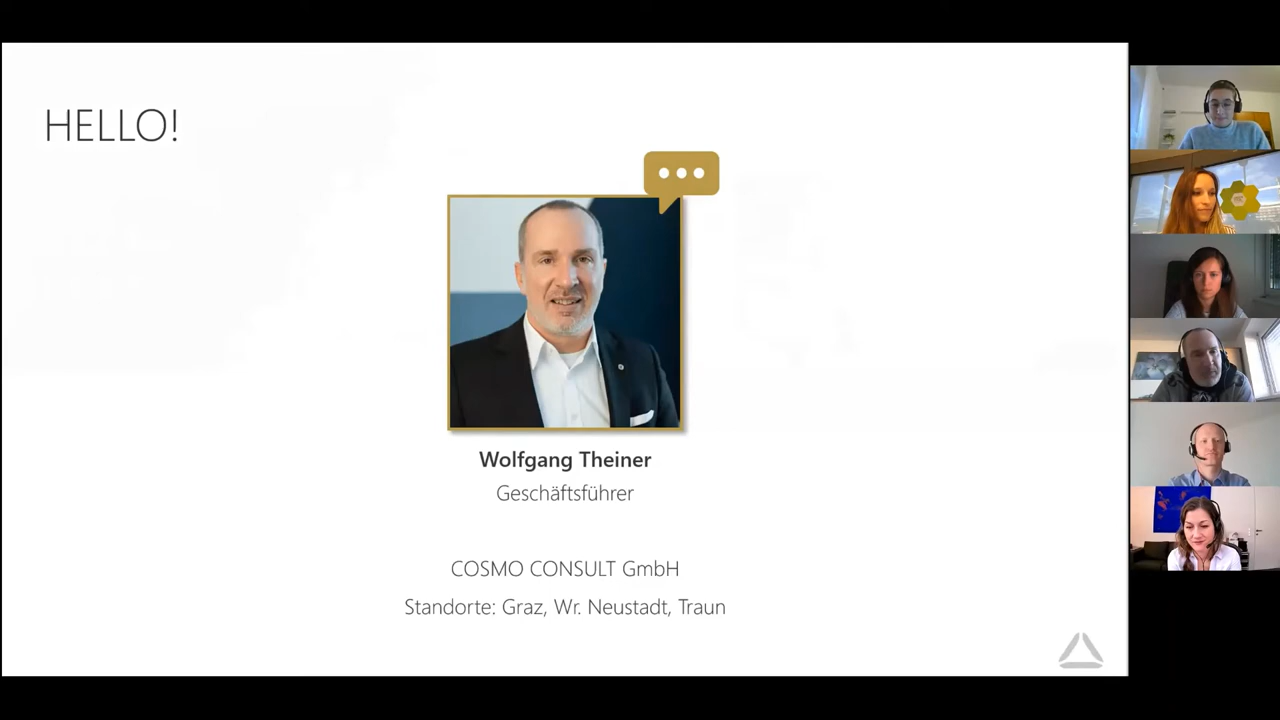 HELLO!
Wolfgang Theiner
Geschäftsführer
COSMO CONSULT GmbH
Standorte: Graz, Wr. Neustadt, Traun